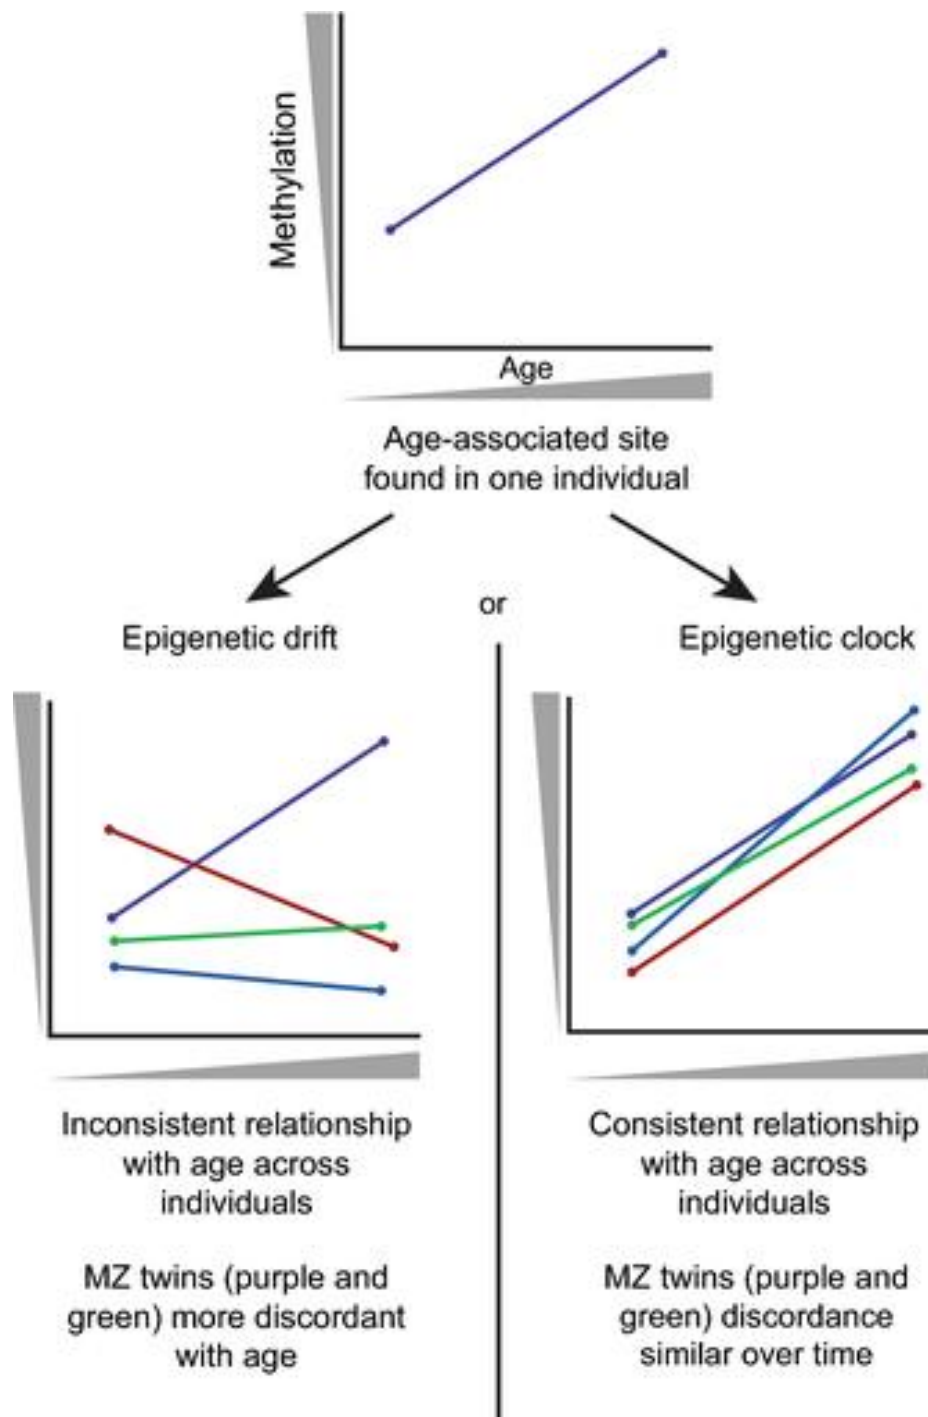 Methylation
Age
Age-associated site
found in one individual
or
Epigenetic drift
Epigenetic clock
Inconsistent relationship
with age across
individuals
MZ twins (purple and
green) more discordant
with age
Consistent relationship
with age across
individuals
MZ twins (purple and
green) discordance
similar over time